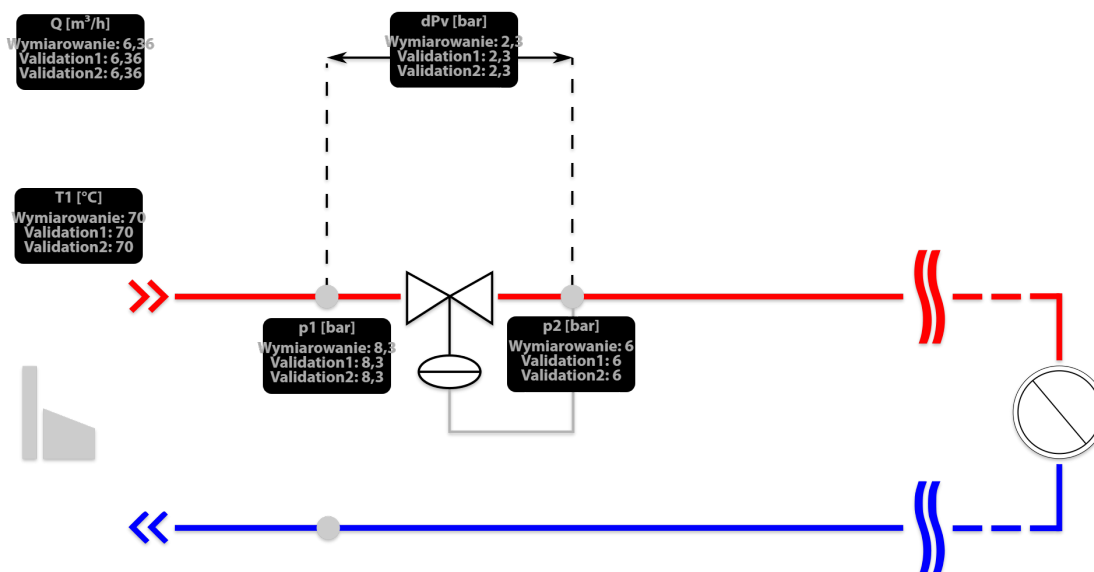 Q [m³/h]
Wymiarowanie: 6,36
Validation1: 6,36
Validation2: 6,36
dPv [bar]
Wymiarowanie: 2,3
Validation1: 2,3
Validation2: 2,3
T1 [°C]
Wymiarowanie: 70
Validation1: 70
Validation2: 70
p1 [bar]
Wymiarowanie: 8,3
Validation1: 8,3
Validation2: 8,3
p2 [bar]
Wymiarowanie: 6
Validation1: 6
Validation2: 6